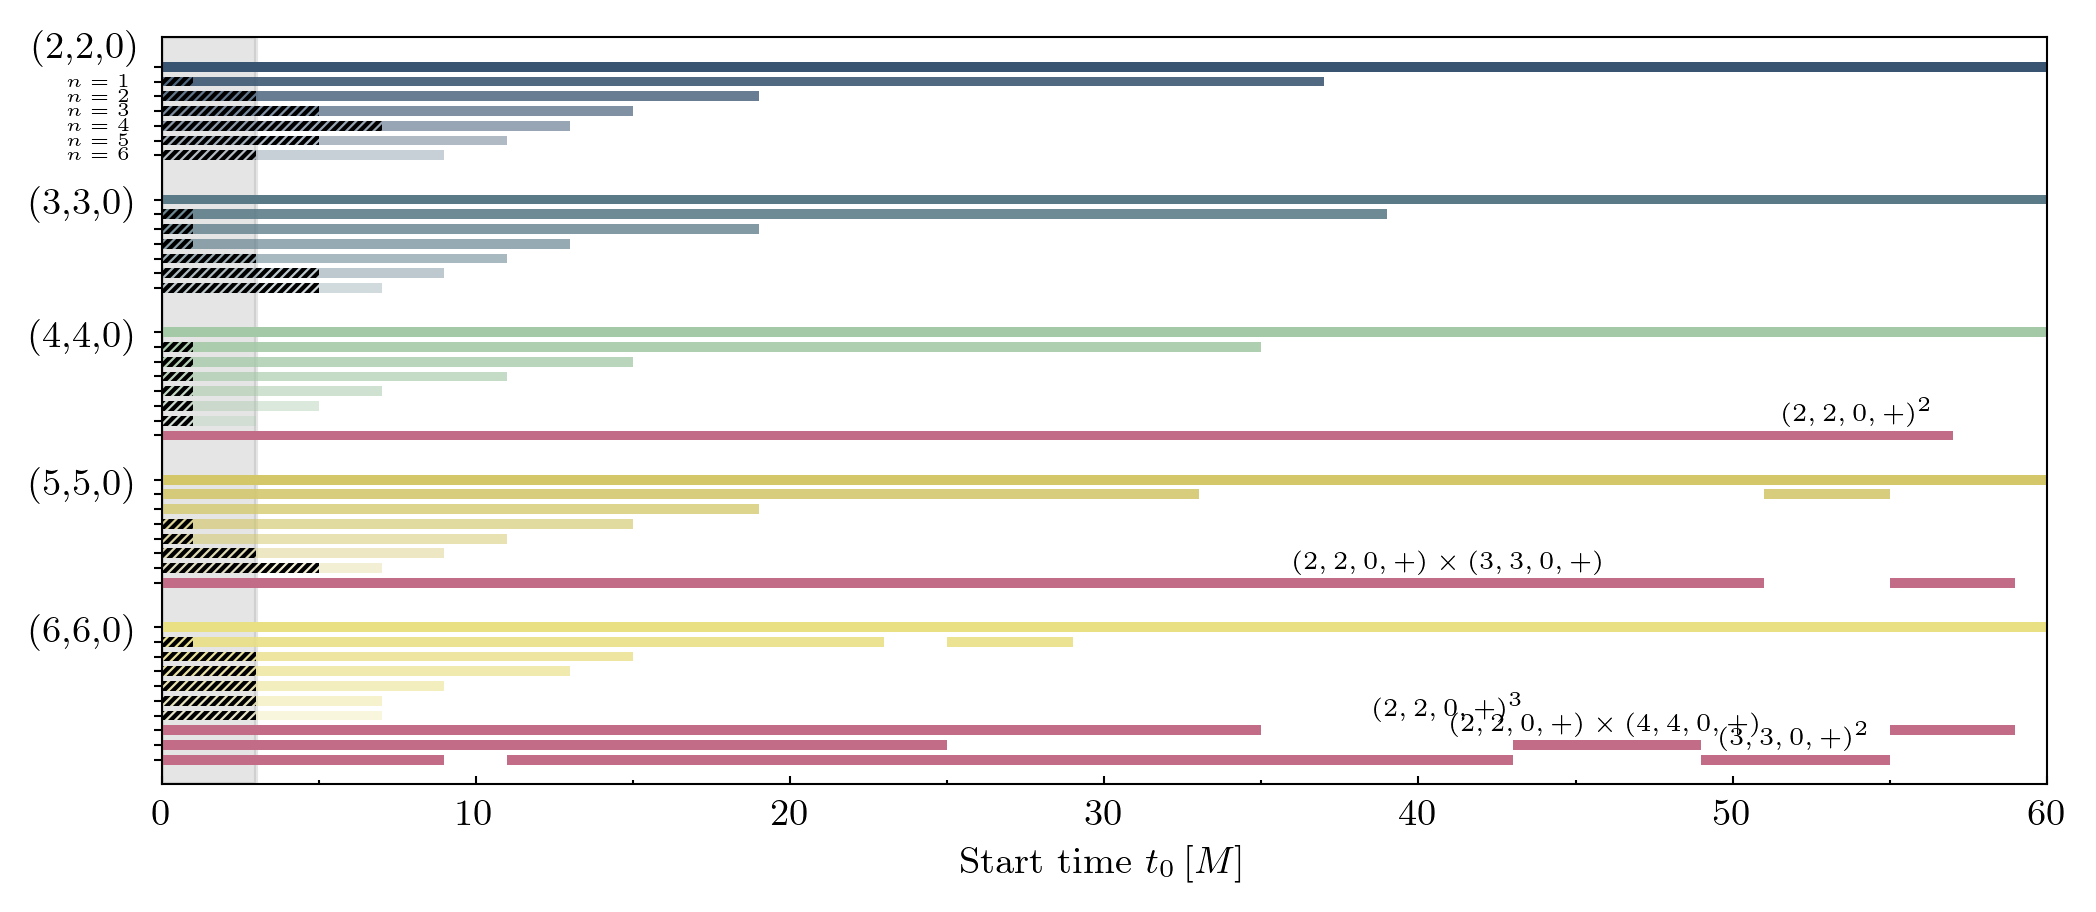 (2,2,0)
n = 1
n = 2
n = 3
n = 4
n = 5
n = 6
(3,3,0)
(4,4,0)
(2, 2, 0, +)²
(5,5,0)
(2, 2, 0, +) × (3, 3, 0, +)
(6,6,0)
(2, 2, 0, +)³
(2, 2, 0, +) × (4, 4, 0, +)
(3, 3, 0, +)²
0 10 20 30 40 50 60
Start time t₀ [M]